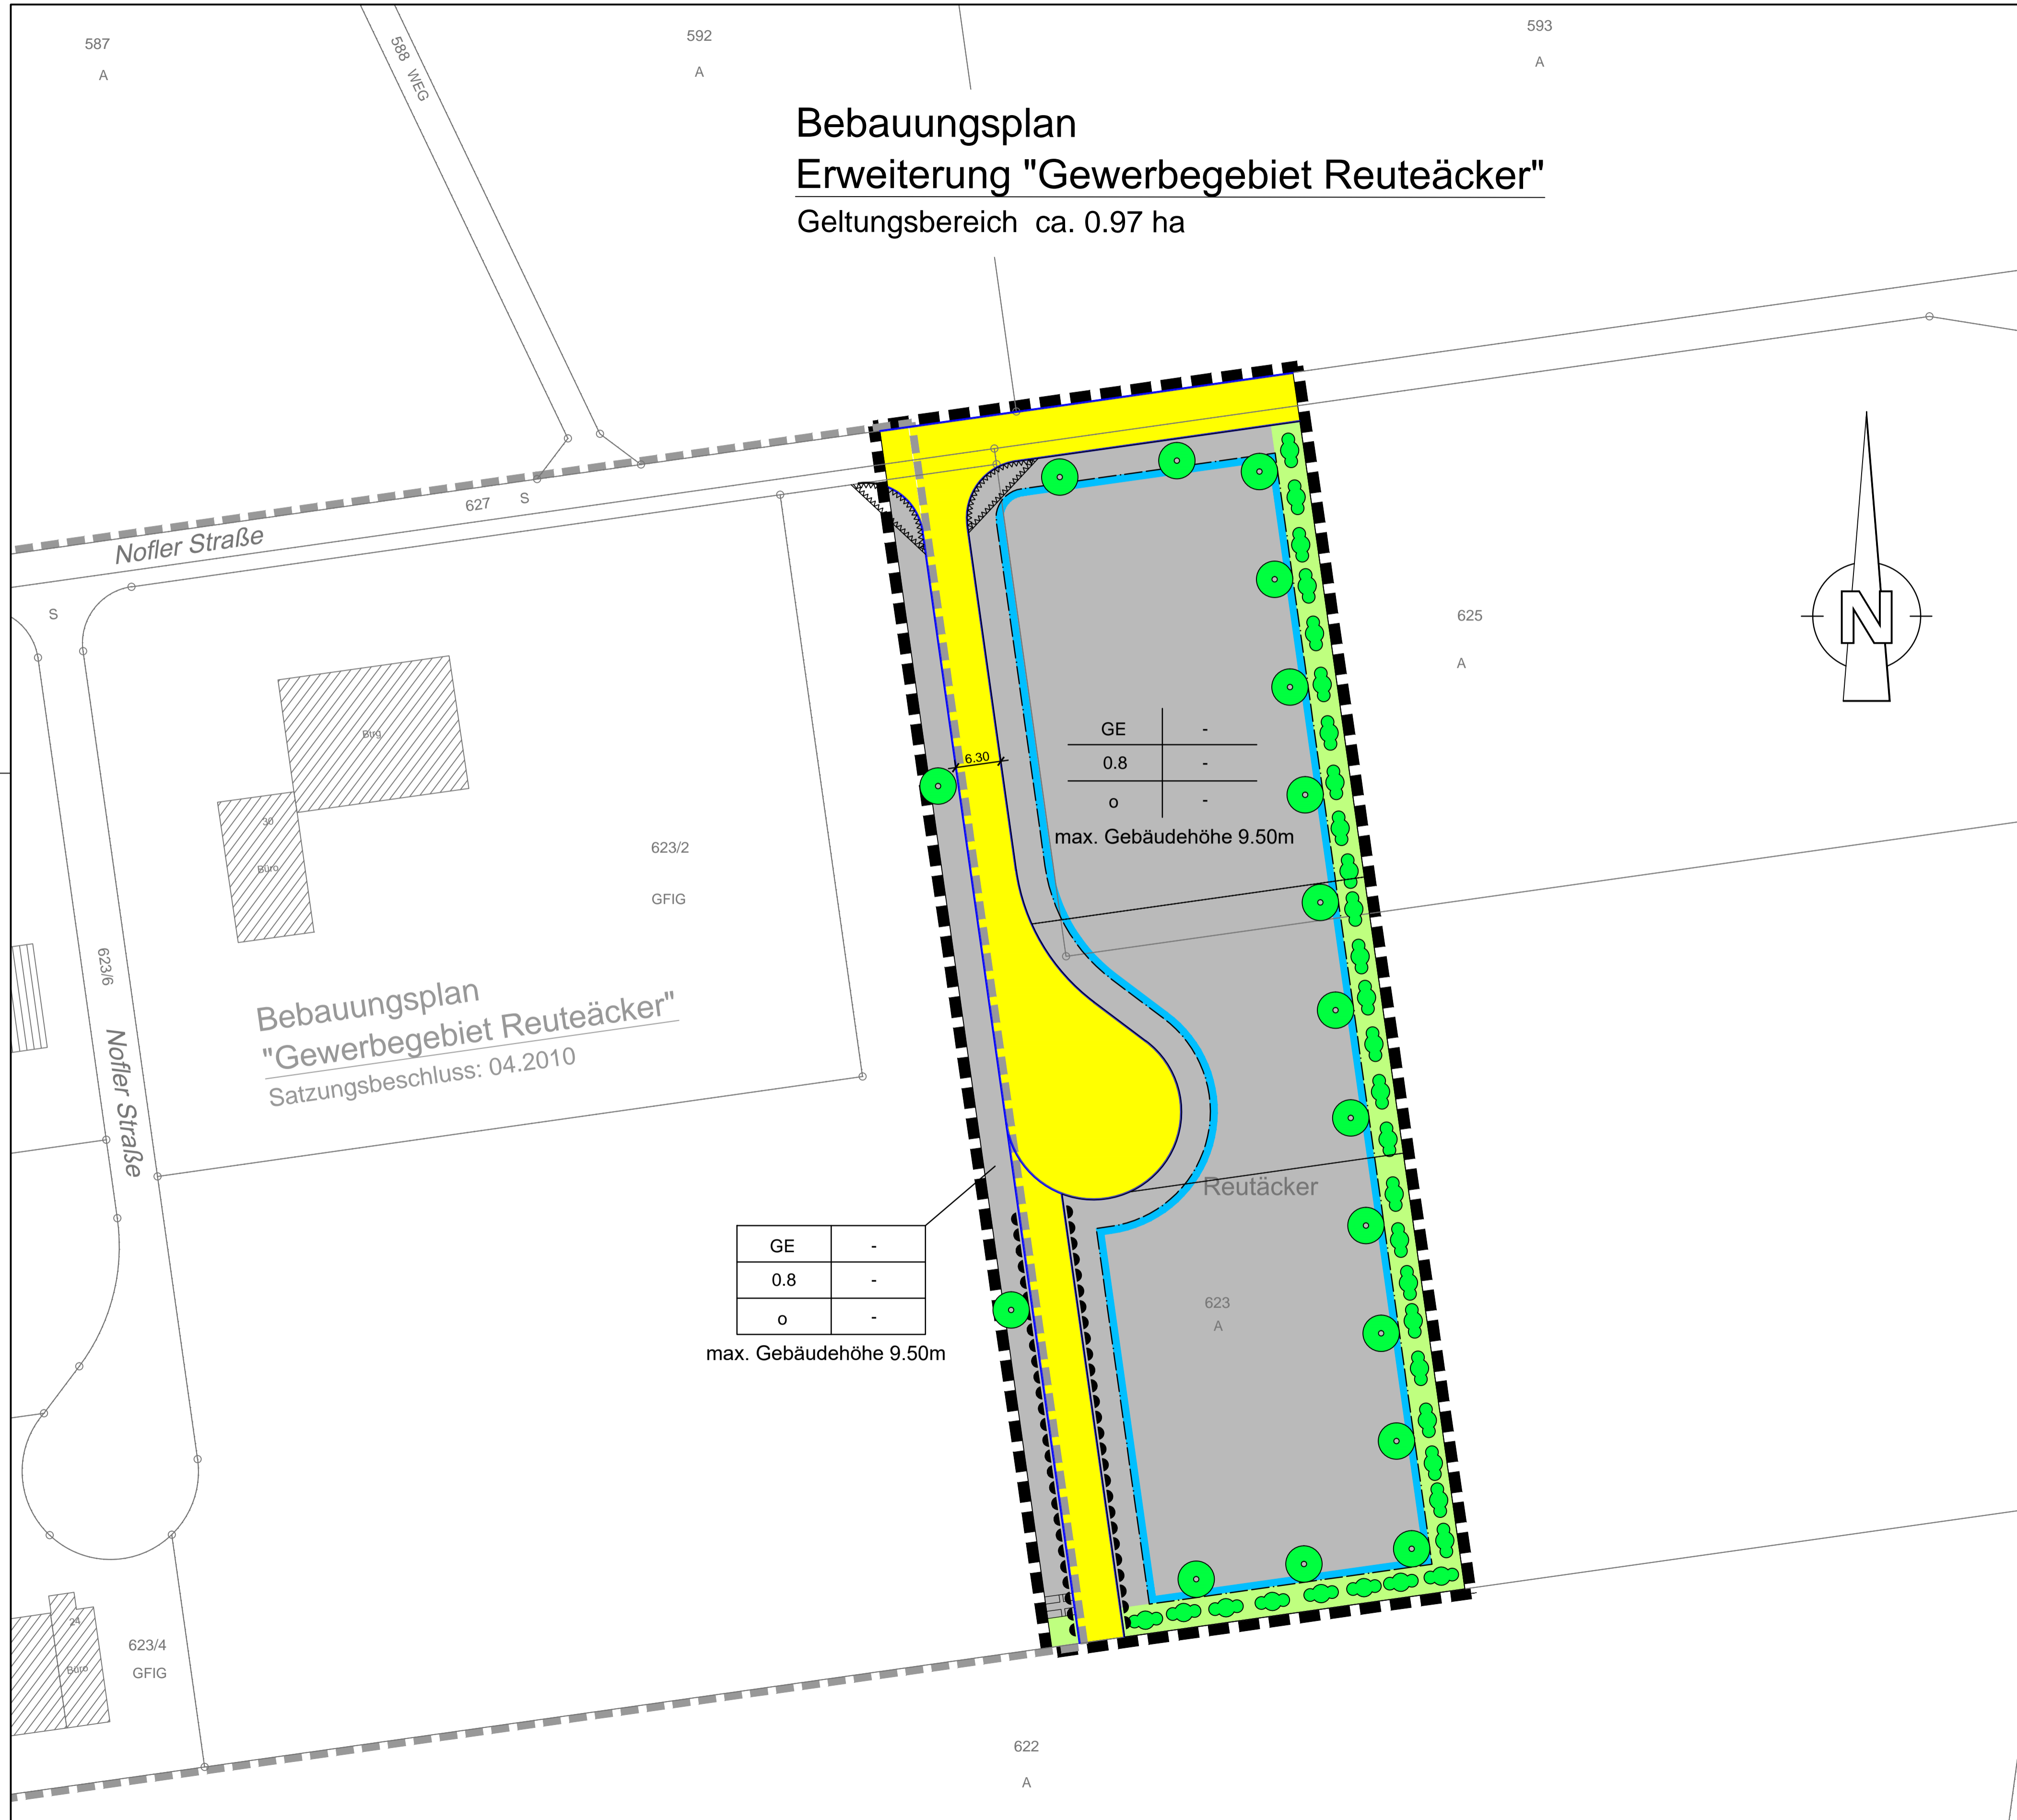 587
A
588 WEG
592
A
593
A
Bebauungsplan
Erweiterung "Gewerbegebiet Reuteäcker"
Geltungsbereich ca. 0.97 ha
627
S
Nofler Straße
S
625
A
N
Btrg
30
Büro
6.30
GE -
0.8 -
o -
max. Gebäudehöhe 9.50m
623/2
GFIG
623/6
Nofler Straße
Bebauungsplan
"Gewerbegebiet Reuteäcker"
Satzungsbeschluss: 04.2010
Reutäcker
GE -
0.8 -
o -
max. Gebäudehöhe 9.50m
623
A
24
Büro
623/4
GFIG
622
A